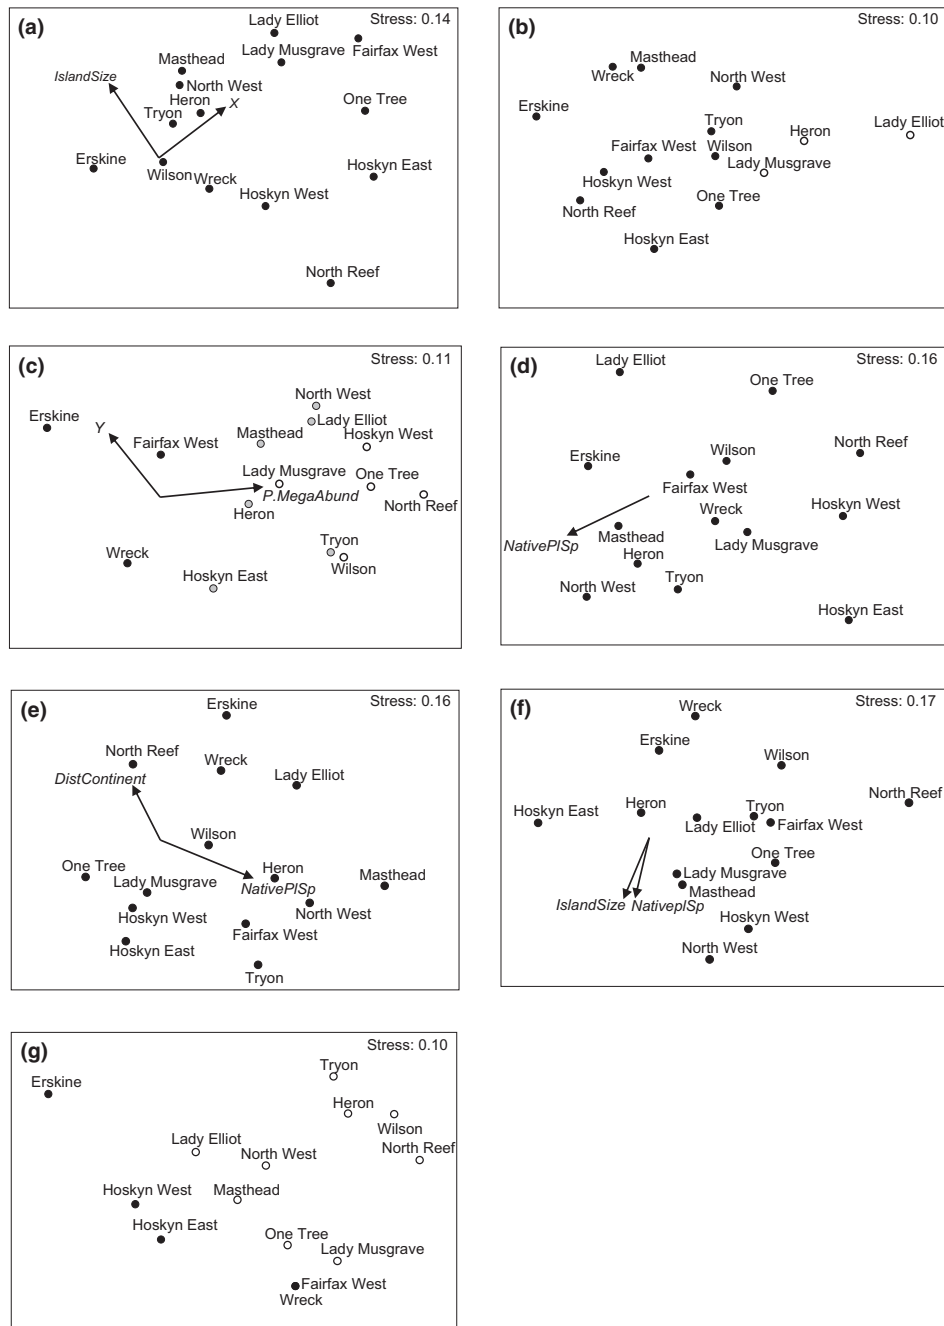 (a)
Stress: 0.14
Lady Elliot
Lady Musgrave
Fairfax West
Masthead
IslandSize
North West
X
Heron
One Tree
Tryon
Erskine
Wilson
Wreck
Hoskyn East
Hoskyn West
North Reef
(b)
Stress: 0.10
Masthead
Wreck
North West
Erskine
Tryon
Heron
Lady Elliot
Fairfax West
Wilson
Lady Musgrave
Hoskyn West
One Tree
North Reef
Hoskyn East
(c)
Stress: 0.11
North West
Erskine
Y
Lady Elliot
Masthead
Hoskyn West
Fairfax West
Lady Musgrave
One Tree
P.MegaAbund
North Reef
Heron
Wreck
Tryon
Wilson
Hoskyn East
(d)
Stress: 0.16
Lady Elliot
One Tree
North Reef
Wilson
Erskine
Fairfax West
Hoskyn West
Wreck
NativePlSp
Masthead
Lady Musgrave
Heron
Tryon
North West
Hoskyn East
(e)
Stress: 0.16
Erskine
North Reef
Wreck
DistContinent
Lady Elliot
Wilson
One Tree
Heron
Masthead
Lady Musgrave
NativePlSp
Hoskyn West
North West
Fairfax West
Hoskyn East
Tryon
(f)
Stress: 0.17
Wreck
Erskine
Wilson
North Reef
Hoskyn East
Heron
Tryon
Lady Elliot
Fairfax West
One Tree
Lady Musgrave
Masthead
IslandSize
NativeplSp
Hoskyn West
North West
(g)
Stress: 0.10
Tryon
Erskine
Heron
Wilson
Lady Elliot
North West
North Reef
Hoskyn West
Masthead
Hoskyn East
One Tree
Lady Musgrave
Fairfax West
Wreck